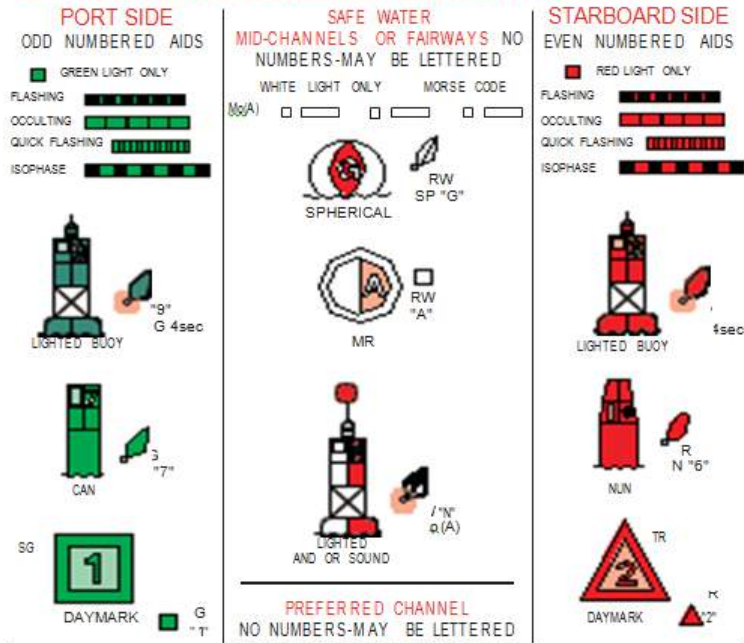 PORT SIDE
ODD NUMBERED AIDS
GREEN LIGHT ONLY
FLASHING
OCCULTING
QUICK FLASHING
ISOPHASE
"9"
G 4sec
LIGHTED BUOY
G
"7"
CAN
SG
1
DAYMARK
G
"1"
SAFE WATER
MID-CHANNELS OR FAIRWAYS NO
NUMBERS-MAY BE LETTERED
WHITE LIGHT ONLY MORSE CODE
Mo(A)
G
RW
SP "G"
SPHERICAL
A
RW
"A"
MR
"N"
(A)
LIGHTED
AND OR SOUND
PREFERRED CHANNEL
NO NUMBERS-MAY BE LETTERED
STARBOARD SIDE
EVEN NUMBERED AIDS
RED LIGHT ONLY
FLASHING
OCCULTING
QUICK FLASHING
ISOPHASE
4sec
LIGHTED BUOY
R
N "6"
NUN
TR
2
DAYMARK
R
"2"